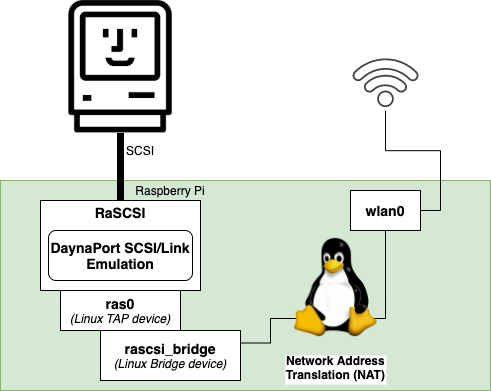 SCSI
Raspberry Pi
RaSCSI
DaynaPort SCSI/Link
Emulation
wlan0
ras0
(Linux TAP device)
rascsi_bridge
(Linux Bridge device)
Network Address
Translation (NAT)